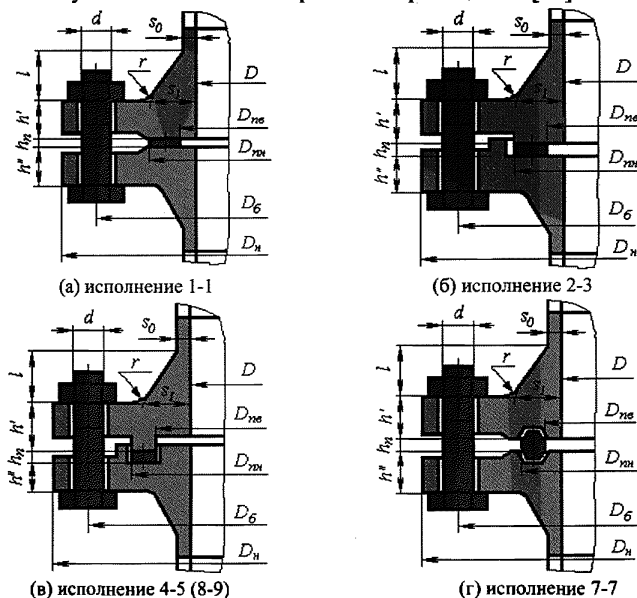 d
s₀
l
r
s₁
D
h'
Dпв
hп
Dпн
h"
Dб
Dн
(а) исполнение 1-1
d
s₀
l
r
s₁
D
h'
Dпв
hп
Dпн
h"
Dб
Dн
(б) исполнение 2-3
d
s₀
l
r
s₁
D
h'
Dпв
hп
Dпн
h"
Dб
Dн
(в) исполнение 4-5 (8-9)
d
s₀
l
r
s₁
D
h'
Dпв
hп
Dпн
h"
Dб
Dн
(г) исполнение 7-7